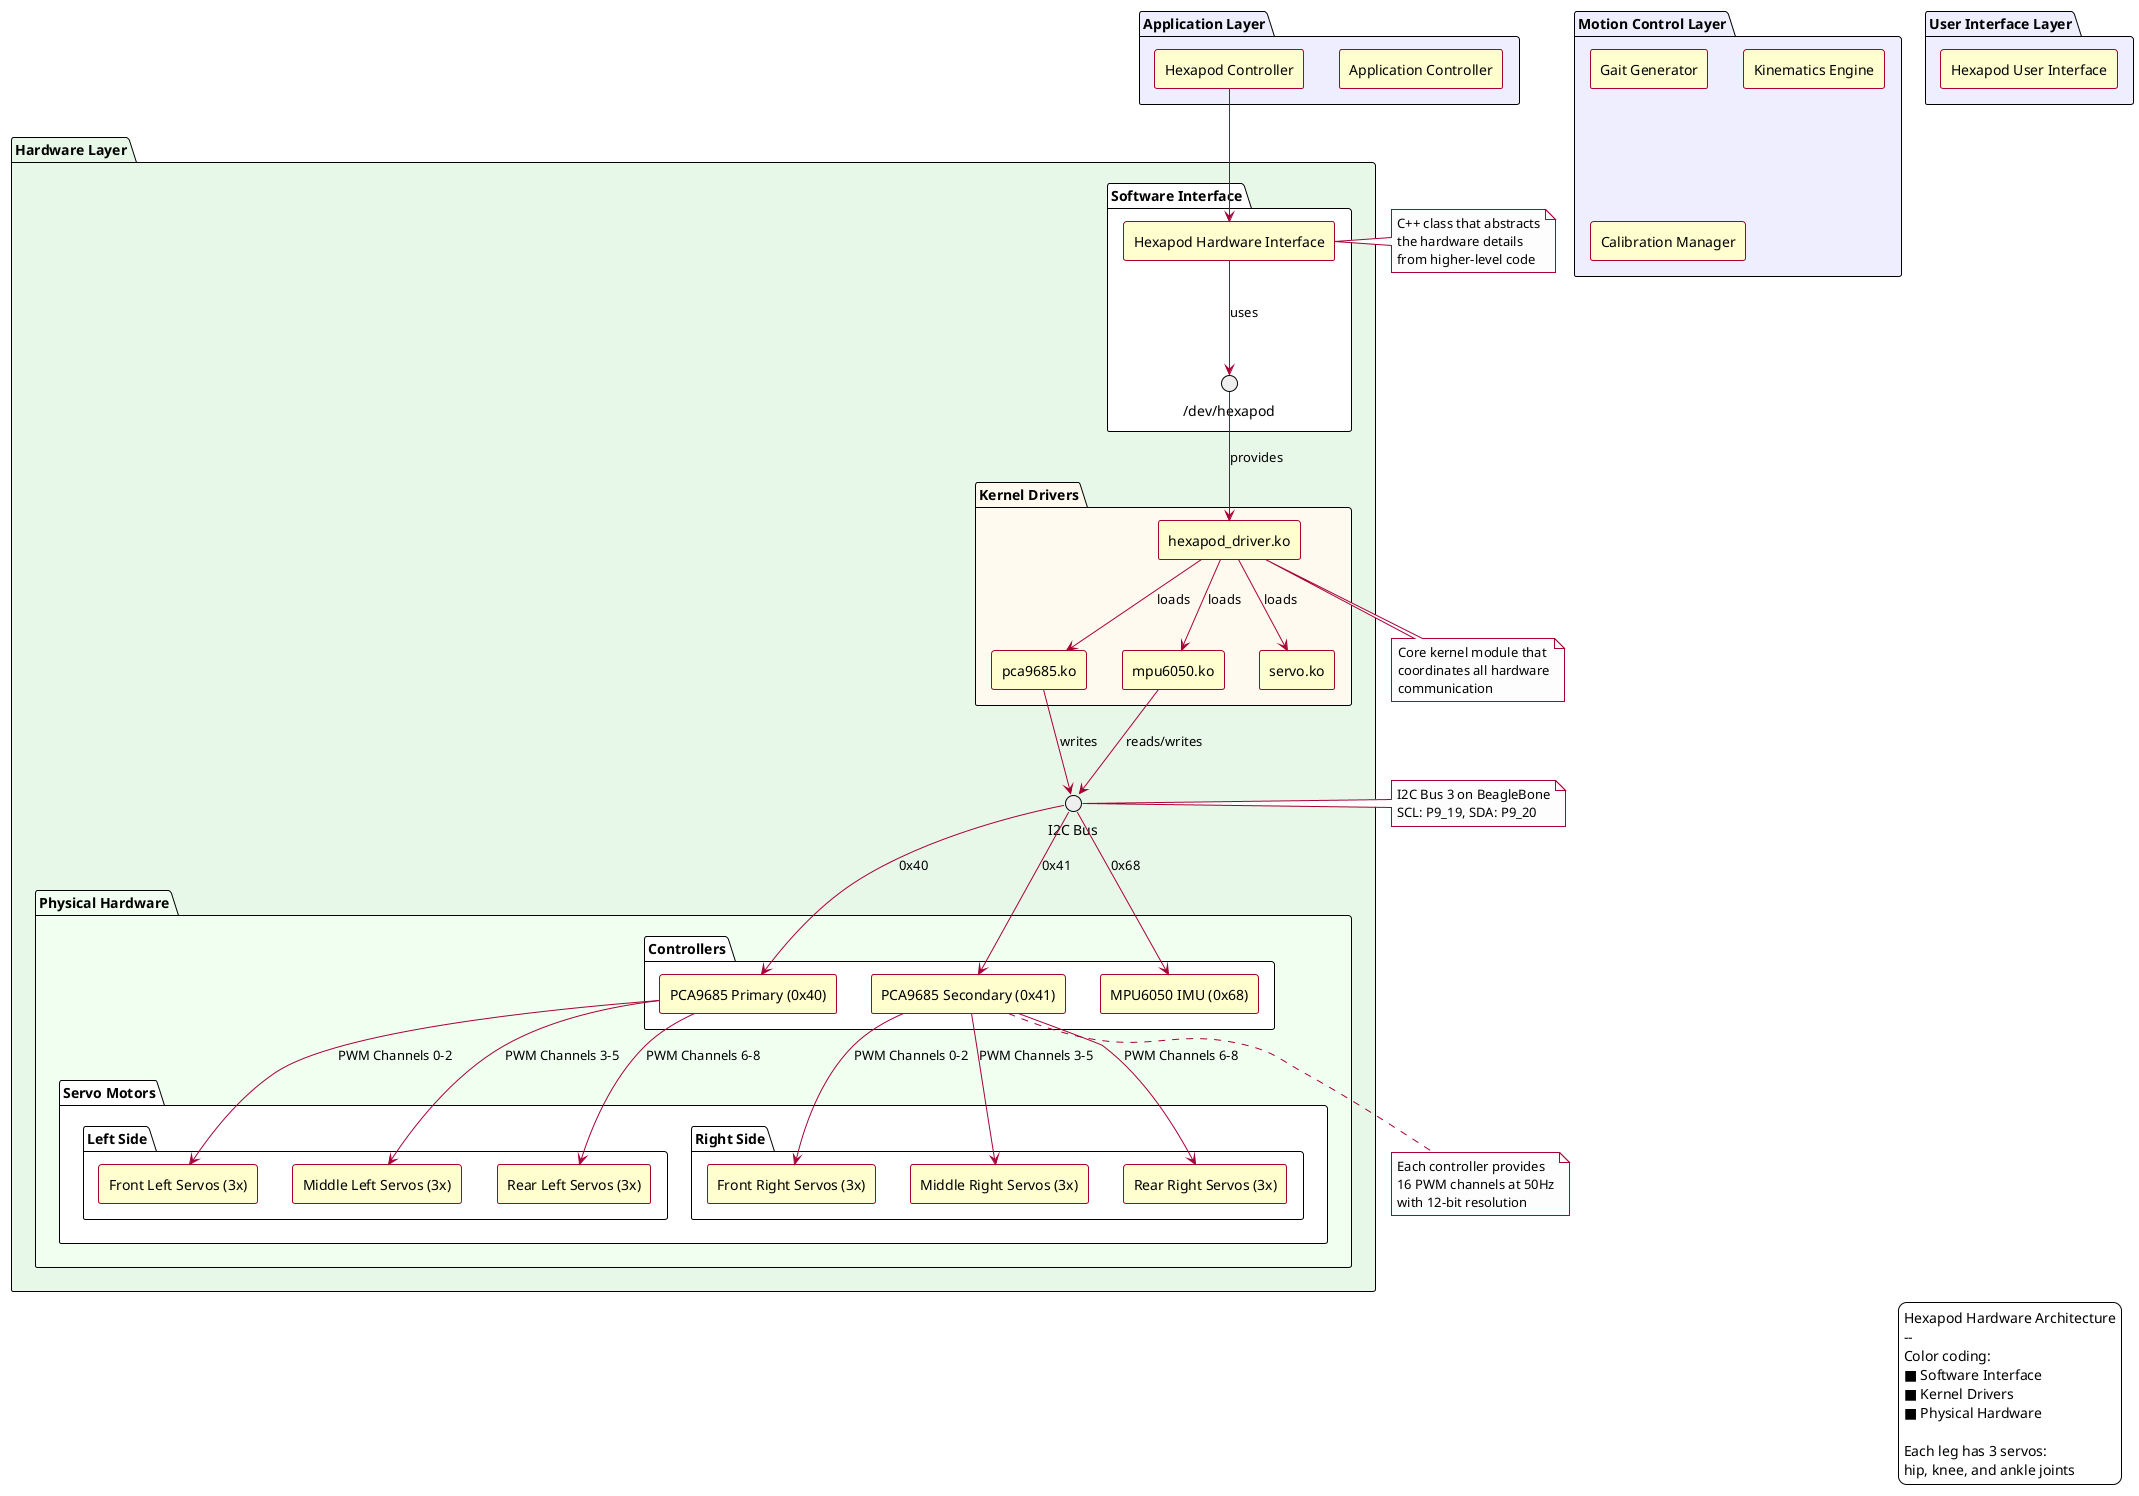 Application Layer
Hexapod Controller
Application Controller
Motion Control Layer
Gait Generator
Kinematics Engine
Calibration Manager
User Interface Layer
Hexapod User Interface
Hardware Layer
Software Interface
Hexapod Hardware Interface
C++ class that abstracts
the hardware details
from higher-level code
uses
/dev/hexapod
provides
Kernel Drivers
hexapod_driver.ko
loads
loads
loads
pca9685.ko
mpu6050.ko
servo.ko
Core kernel module that
coordinates all hardware
communication
writes
reads/writes
I2C Bus
I2C Bus 3 on BeagleBone
SCL: P9_19, SDA: P9_20
0x40
0x41
0x68
Physical Hardware
Controllers
PCA9685 Primary (0x40)
PCA9685 Secondary (0x41)
MPU6050 IMU (0x68)
PWM Channels 0-2
PWM Channels 3-5
PWM Channels 6-8
PWM Channels 0-2
PWM Channels 3-5
PWM Channels 6-8
Servo Motors
Left Side
Front Left Servos (3x)
Middle Left Servos (3x)
Rear Left Servos (3x)
Right Side
Front Right Servos (3x)
Middle Right Servos (3x)
Rear Right Servos (3x)
Each controller provides
16 PWM channels at 50Hz
with 12-bit resolution
Hexapod Hardware Architecture
--
Color coding:
■ Software Interface
■ Kernel Drivers
■ Physical Hardware
Each leg has 3 servos:
hip, knee, and ankle joints